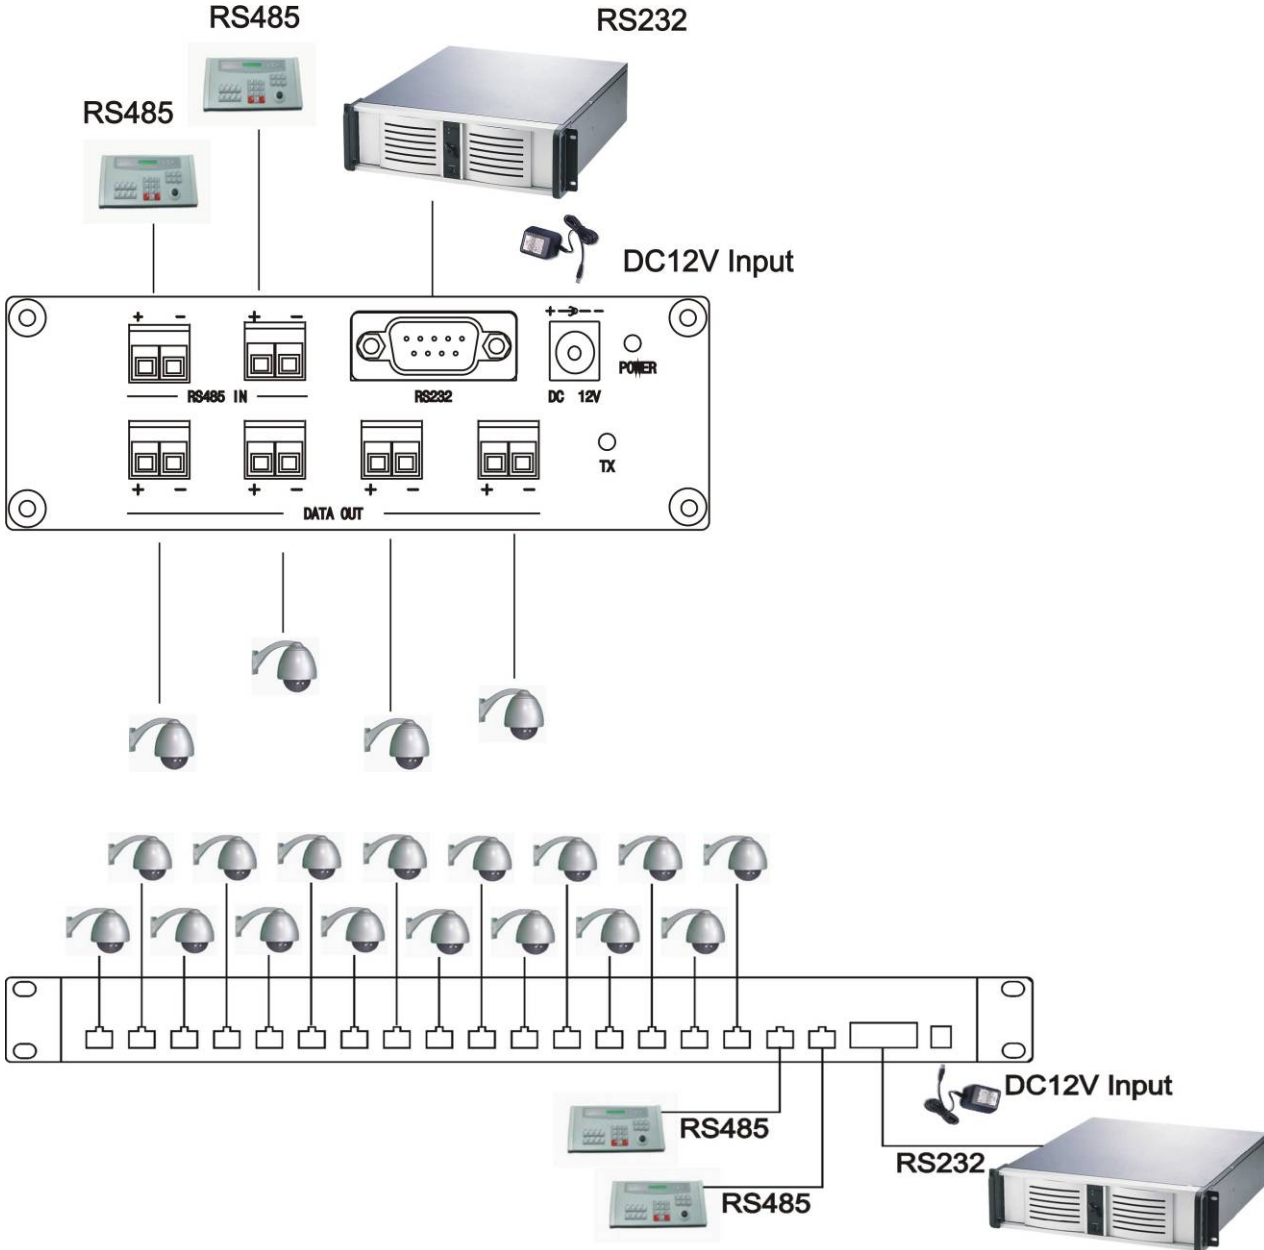 RS485
RS232
RS485
DC12V Input
+ − + − + − −
POWER
RS485 IN
RS232
DC 12V
TX
+ − + − + − + −
DATA OUT
DC12V Input
RS485
RS232
RS485